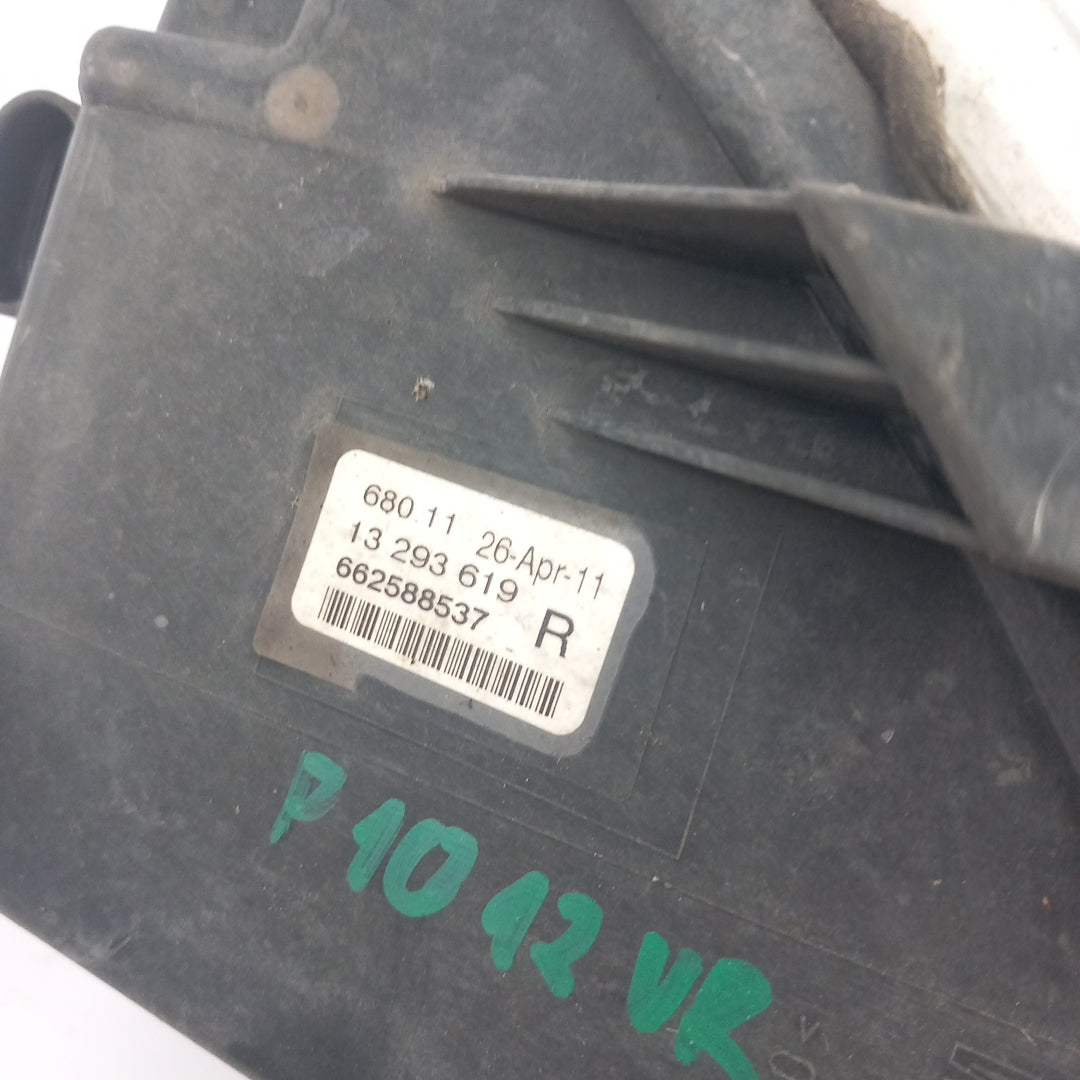 680.11 26-Apr-11
13 293 619
662588537 R
P 10 12 VR